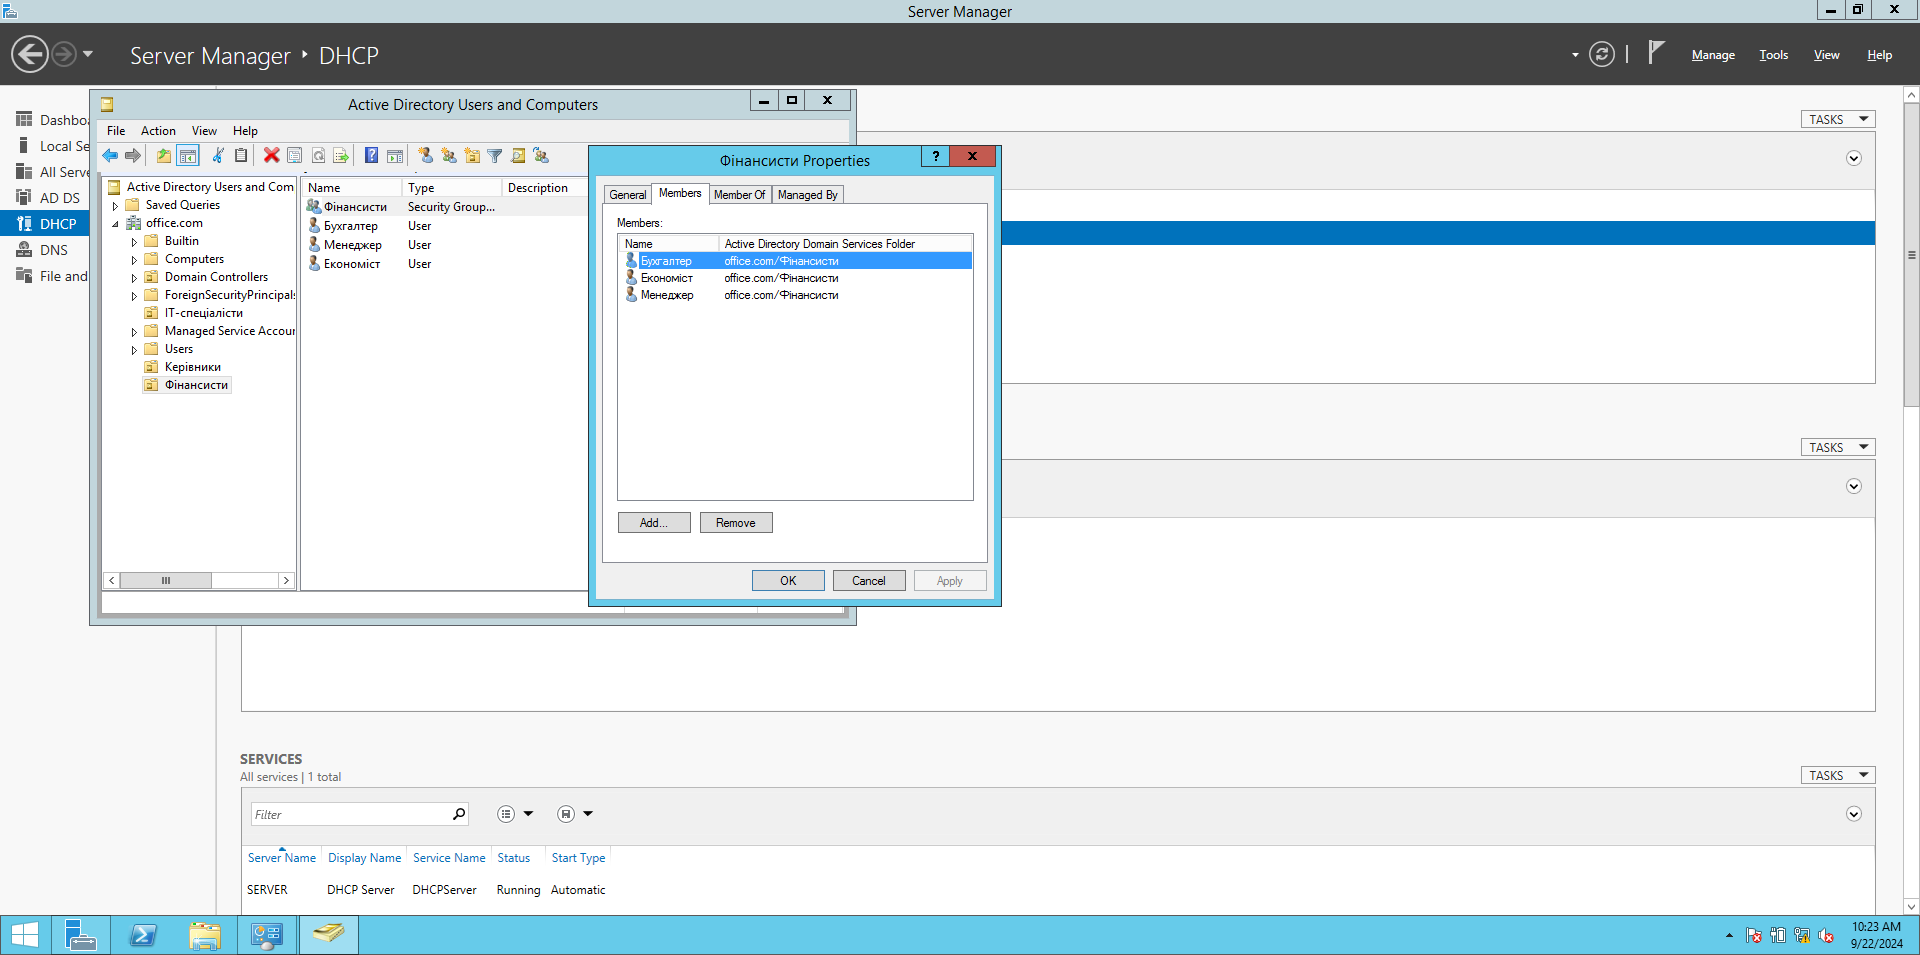 Server Manager
Server Manager DHCP
Manage Tools View Help
Dashbo
Local Se
All Serve
AD DS
DHCP
DNS
File and
Active Directory Users and Computers
File Action View Help
Active Directory Users and Com
Saved Queries
office.com
Builtin
Computers
Domain Controllers
ForeignSecurityPrincipals
ІТ-спеціалісти
Managed Service Accour
Users
Керівники
Фінансисти
Name Type Description
Фінансисти Security Group...
Бухгалтер User
Менеджер User
Економіст User
Фінансисти Properties
General Members Member Of Managed By
Members:
Name Active Directory Domain Services Folder
Бухгалтер office.com/Фінансисти
Економіст office.com/Фінансисти
Менеджер office.com/Фінансисти
Add... Remove
OK Cancel Apply
TASKS
TASKS
SERVICES
All services | 1 total
TASKS
Filter
Server Name Display Name Service Name Status Start Type
SERVER DHCP Server DHCPServer Running Automatic
10:23 AM
9/22/2024